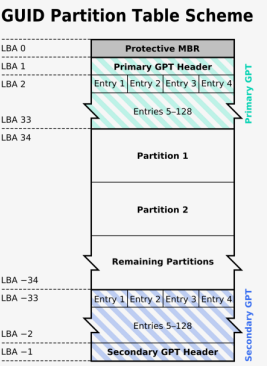 GUID Partition Table Scheme
LBA 0
Protective MBR
LBA 1
Primary GPT Header
LBA 2
Entry 1 Entry 2 Entry 3 Entry 4
Entries 5–128
LBA 33
Primary GPT
LBA 34
Partition 1
Partition 2
Remaining Partitions
LBA −34
LBA −33
Entry 1 Entry 2 Entry 3 Entry 4
Entries 5–128
LBA −2
LBA −1
Secondary GPT Header
Secondary GPT